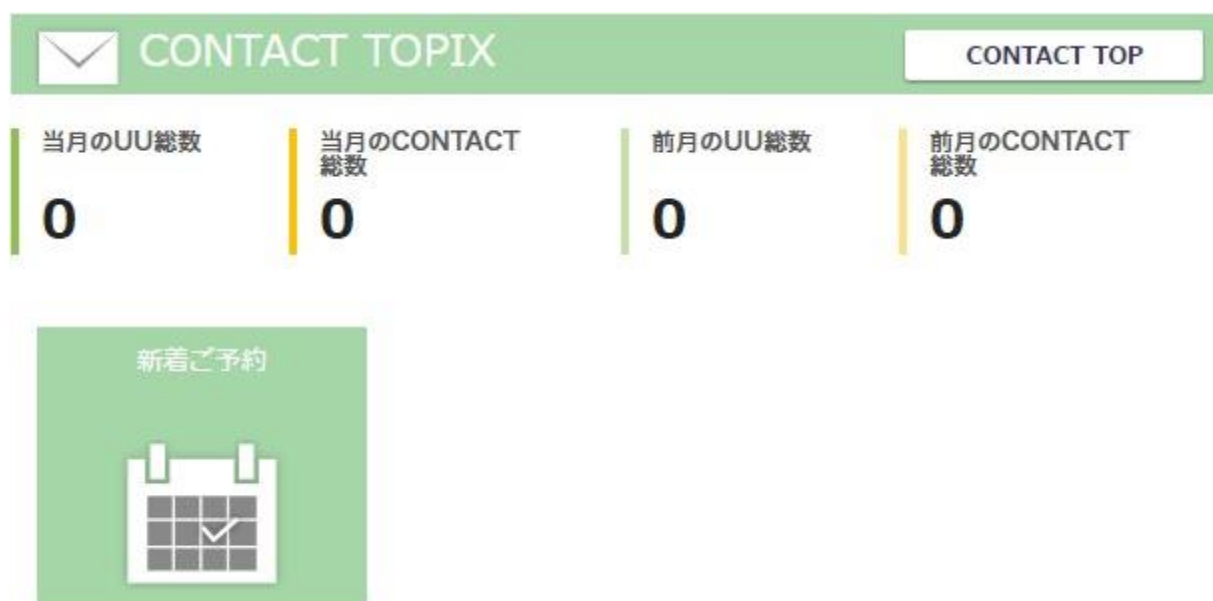 CONTACT TOPIX
CONTACT TOP
当月のUU総数
0
当月のCONTACT
総数
0
前月のUU総数
0
前月のCONTACT
総数
0
新着ご予約